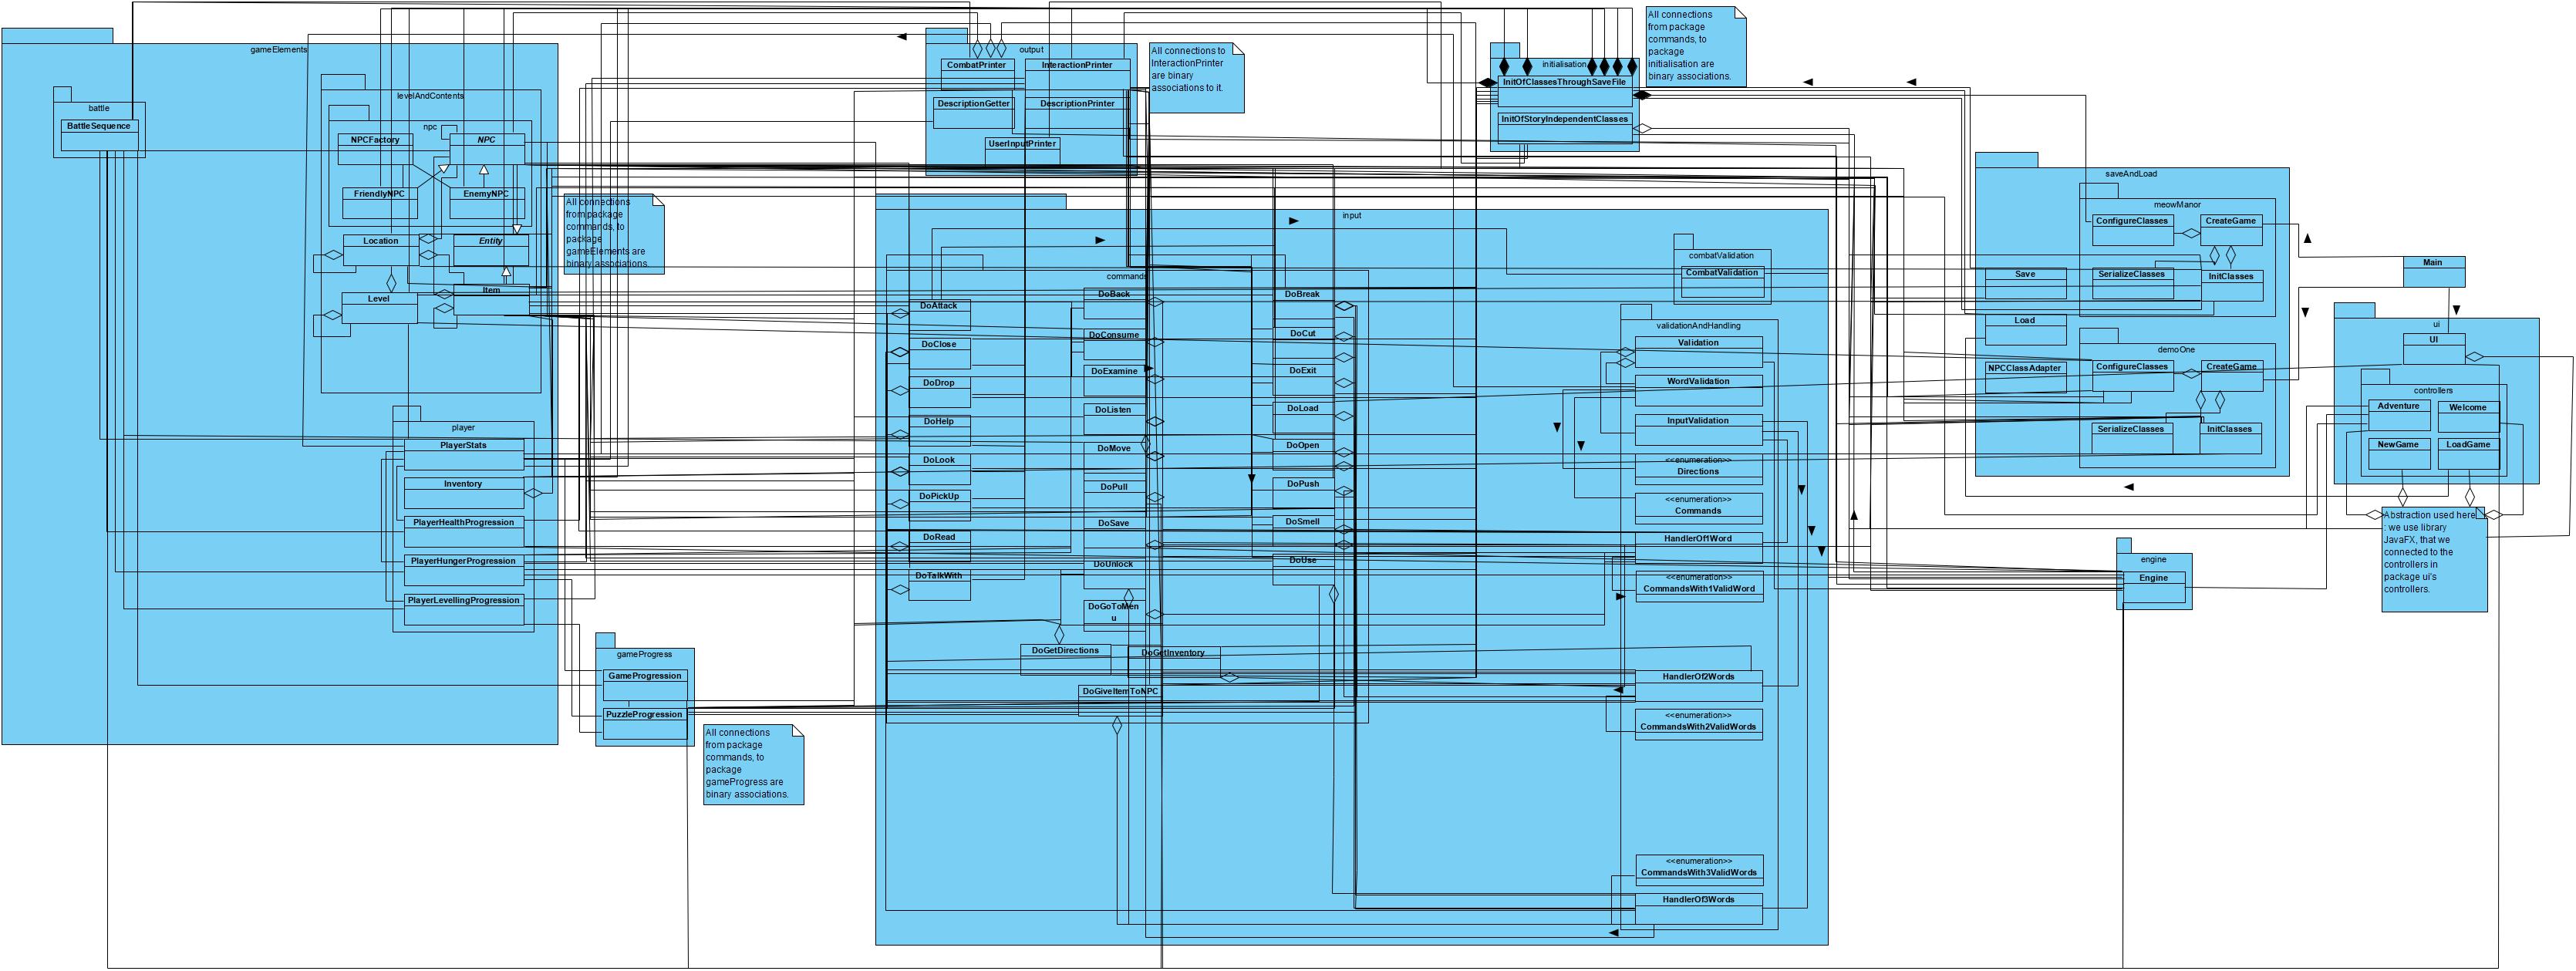 gameElements
battle
BattleSequence
levelAndContents
npc
NPCFactory
NPC
FriendlyNPC
EnemyNPC
Location
Entity
Level
Item
player
PlayerStats
Inventory
PlayerHealthProgression
PlayerHungerProgression
PlayerLevellingProgression
All connections
from package
commands, to
package
gameElements are
binary associations.
gameProgress
GameProgression
PuzzleProgression
All connections
from package
commands, to
package
gameProgress are
binary associations.
output
CombatPrinter
InteractionPrinter
DescriptionGetter
DescriptionPrinter
UserInputPrinter
All connections to
InteractionPrinter
are binary
associations to it.
initialisation
InitOfClassesThroughSaveFile
InitOfStoryIndependentClasses
All connections
from package
commands, to
package
initialisation are
binary associations.
input
commands
DoAttack
DoBack
DoBreak
DoClose
DoConsume
DoCut
DoDrop
DoExamine
DoExit
DoHelp
DoListen
DoLoad
DoLook
DoMove
DoOpen
DoPickUp
DoPull
DoPush
DoRead
DoSave
DoSmell
DoTalkWith
DoUnlock
DoUse
DoGoToMen
u
DoGetDirections
DoGetInventory
DoGiveItemToNPC
combatValidation
CombatValidation
validationAndHandling
Validation
WordValidation
InputValidation
<<enumeration>>
Directions
<<enumeration>>
Commands
HandlerOf1Word
<<enumeration>>
CommandsWith1ValidWord
HandlerOf2Words
<<enumeration>>
CommandsWith2ValidWords
<<enumeration>>
CommandsWith3ValidWords
HandlerOf3Words
saveAndLoad
meowManor
ConfigureClasses
CreateGame
SerializeClasses
InitClasses
Save
Load
NPCClassAdapter
demoOne
ConfigureClasses
CreateGame
SerializeClasses
InitClasses
Main
ui
UI
controllers
Adventure
Welcome
NewGame
LoadGame
Abstraction used here
: we use library
JavaFX, that we
connected to the
controllers in
package ui's
controllers.
engine
Engine